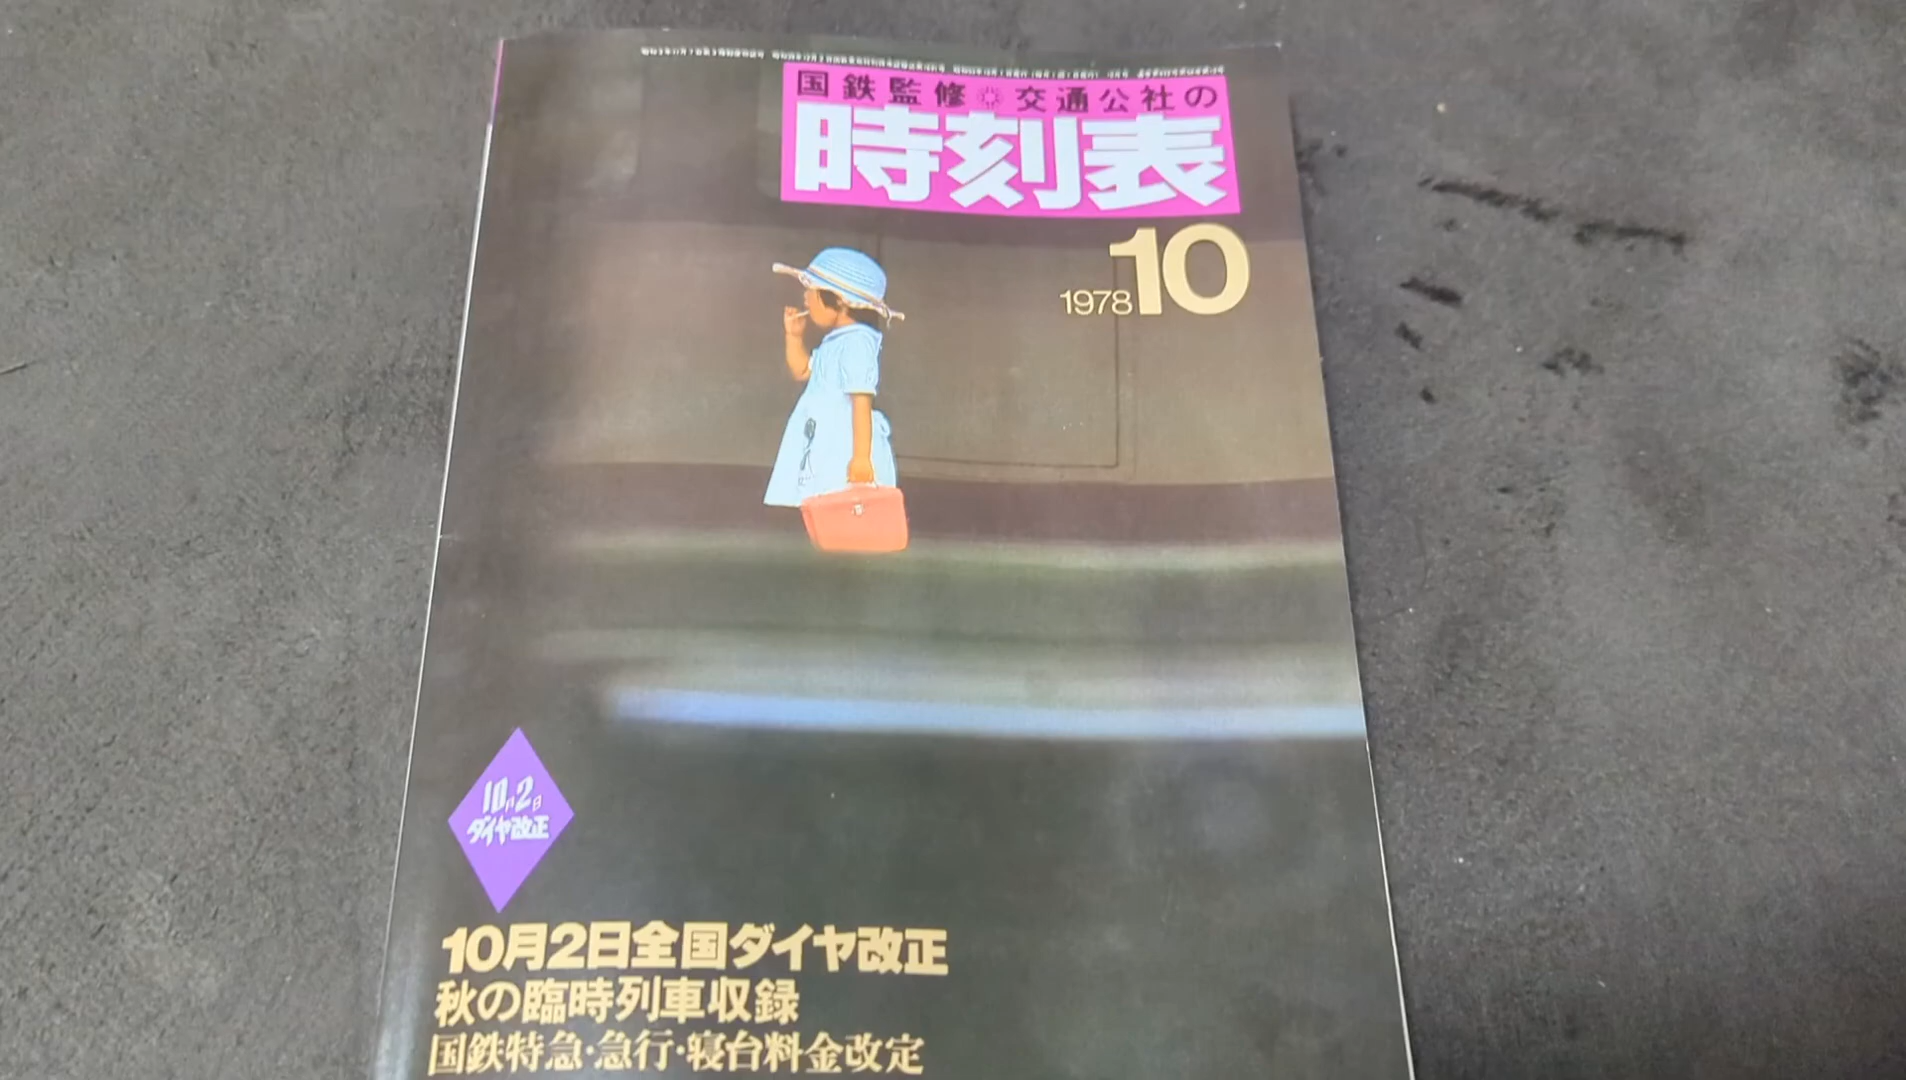 国鉄監修 交通公社の
時刻表
1978 10
10月2日
ダイヤ改正
10月2日全国ダイヤ改正
秋の臨時列車収録
国鉄特急・急行・寝台料金改定